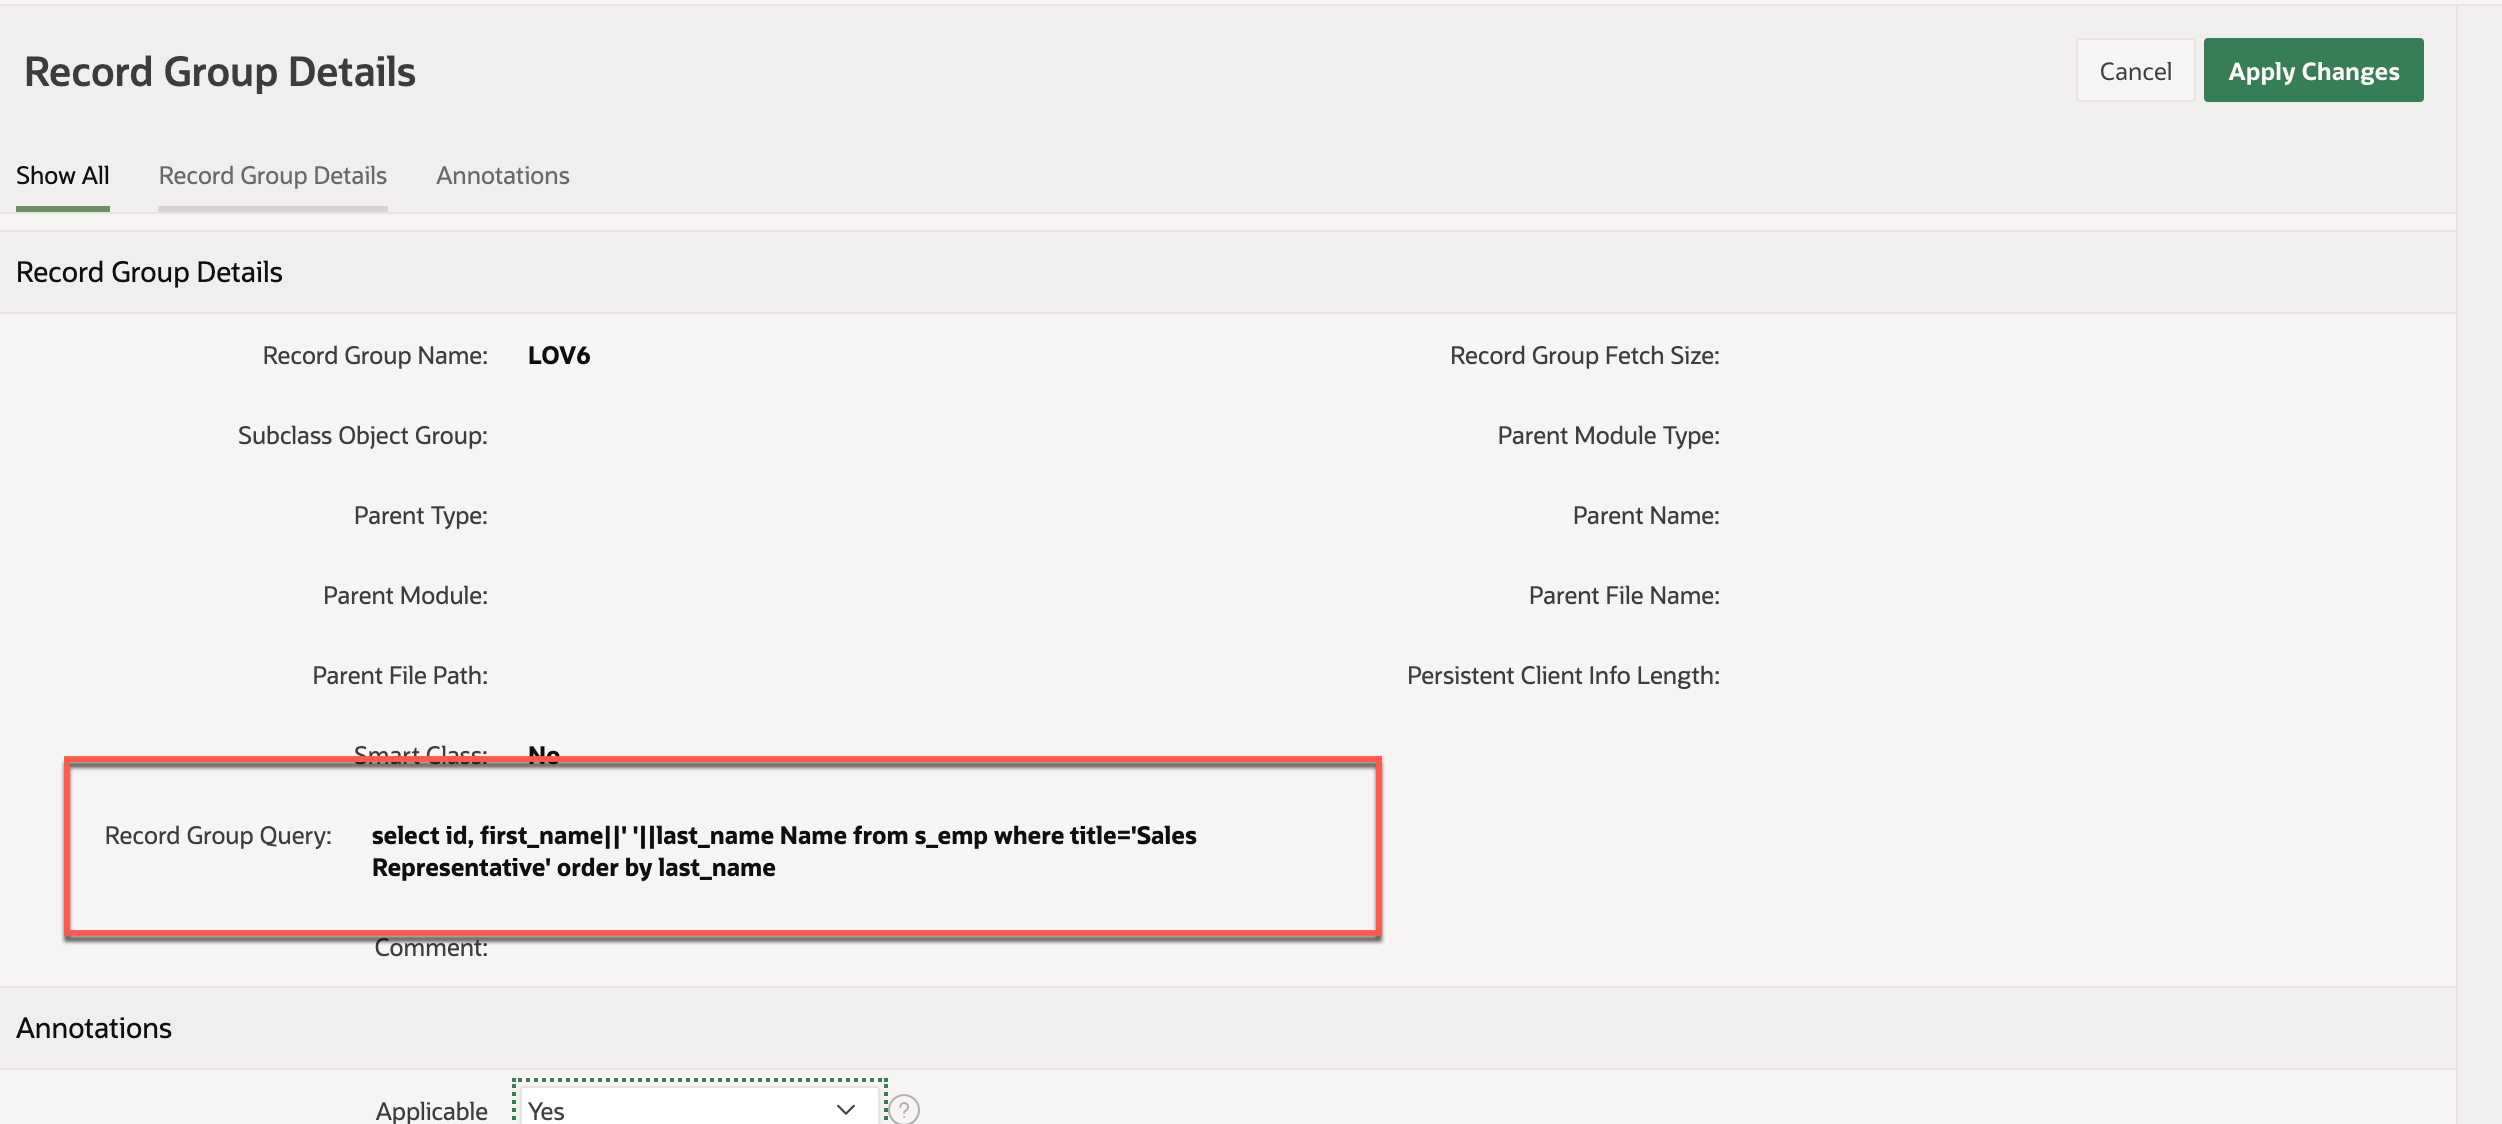 Record Group Details
Cancel
Apply Changes
Show All
Record Group Details
Annotations
Record Group Details
Record Group Name: LOV6
Record Group Fetch Size:
Subclass Object Group:
Parent Module Type:
Parent Type:
Parent Name:
Parent Module:
Parent File Name:
Parent File Path:
Persistent Client Info Length:
Smart Class: No
Record Group Query: select id, first_name||' '||last_name Name from s_emp where title='Sales
Representative' order by last_name
Comment:
Annotations
Applicable Yes ?